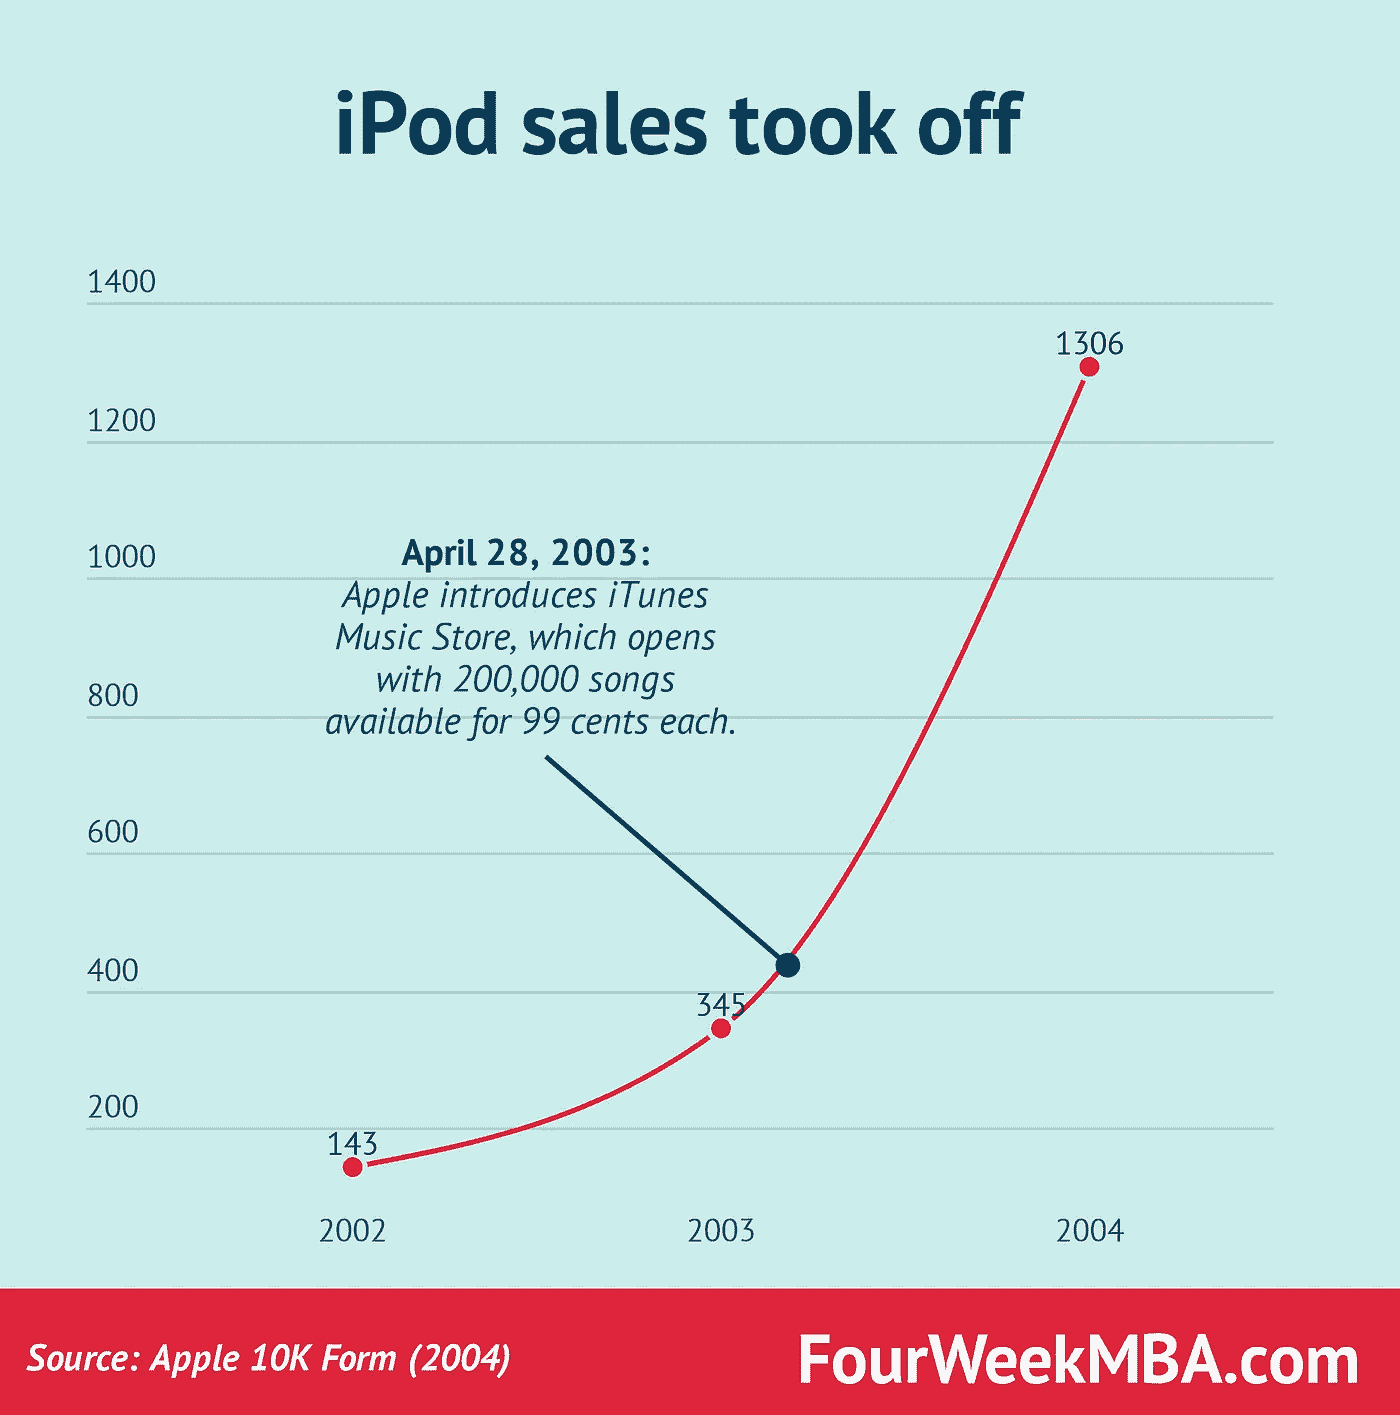 iPod sales took off
1400
1306
1200
April 28, 2003:
1000
Apple introduces iTunes
Music Store, which opens
with 200,000 songs
800
available for 99 cents each.
600
400
345
200
143
2002 2003 2004
Source: Apple 10K Form (2004)
FourWeekMBA.com